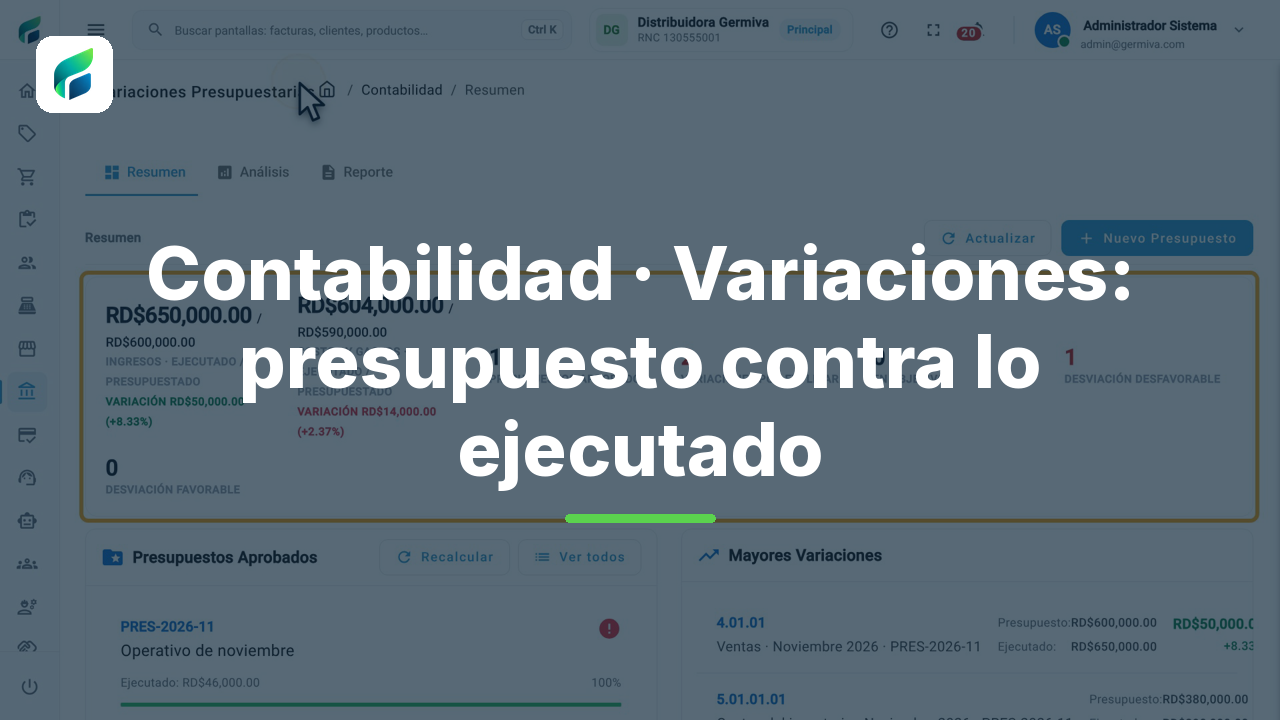 Buscar pantallas: facturas, clientes, productos...
Ctrl K
DG
Distribuidora Germiva
RNC 130555001
Principal
20
AS
Administrador Sistema
admin@germiva.com
/ Contabilidad / Resumen
Resumen
Análisis
Reporte
Resumen
Actualizar
Nuevo Presupuesto
Contabilidad · Variaciones:
presupuesto contra lo
ejecutado
RD$650,000.00 /
RD$600,000.00
INGRESOS · EJECUTADO /
PRESUPUESTADO
VARIACIÓN RD$50,000.00
(+8.33%)
RD$604,000.00 /
RD$590,000.00
PRESUPUESTADO
VARIACIÓN RD$14,000.00
(+2.37%)
1
DESVIACIÓN DESFAVORABLE
0
DESVIACIÓN FAVORABLE
Presupuestos Aprobados
Recalcular
Ver todos
PRES-2026-11
Operativo de noviembre
Ejecutado: RD$46,000.00
100%
Mayores Variaciones
4.01.01
Ventas · Noviembre 2026 · PRES-2026-11
Presupuesto: RD$600,000.00
Ejecutado: RD$650,000.00
RD$50,000.0
+8.33
5.01.01.01
Presupuesto: RD$380,000.00